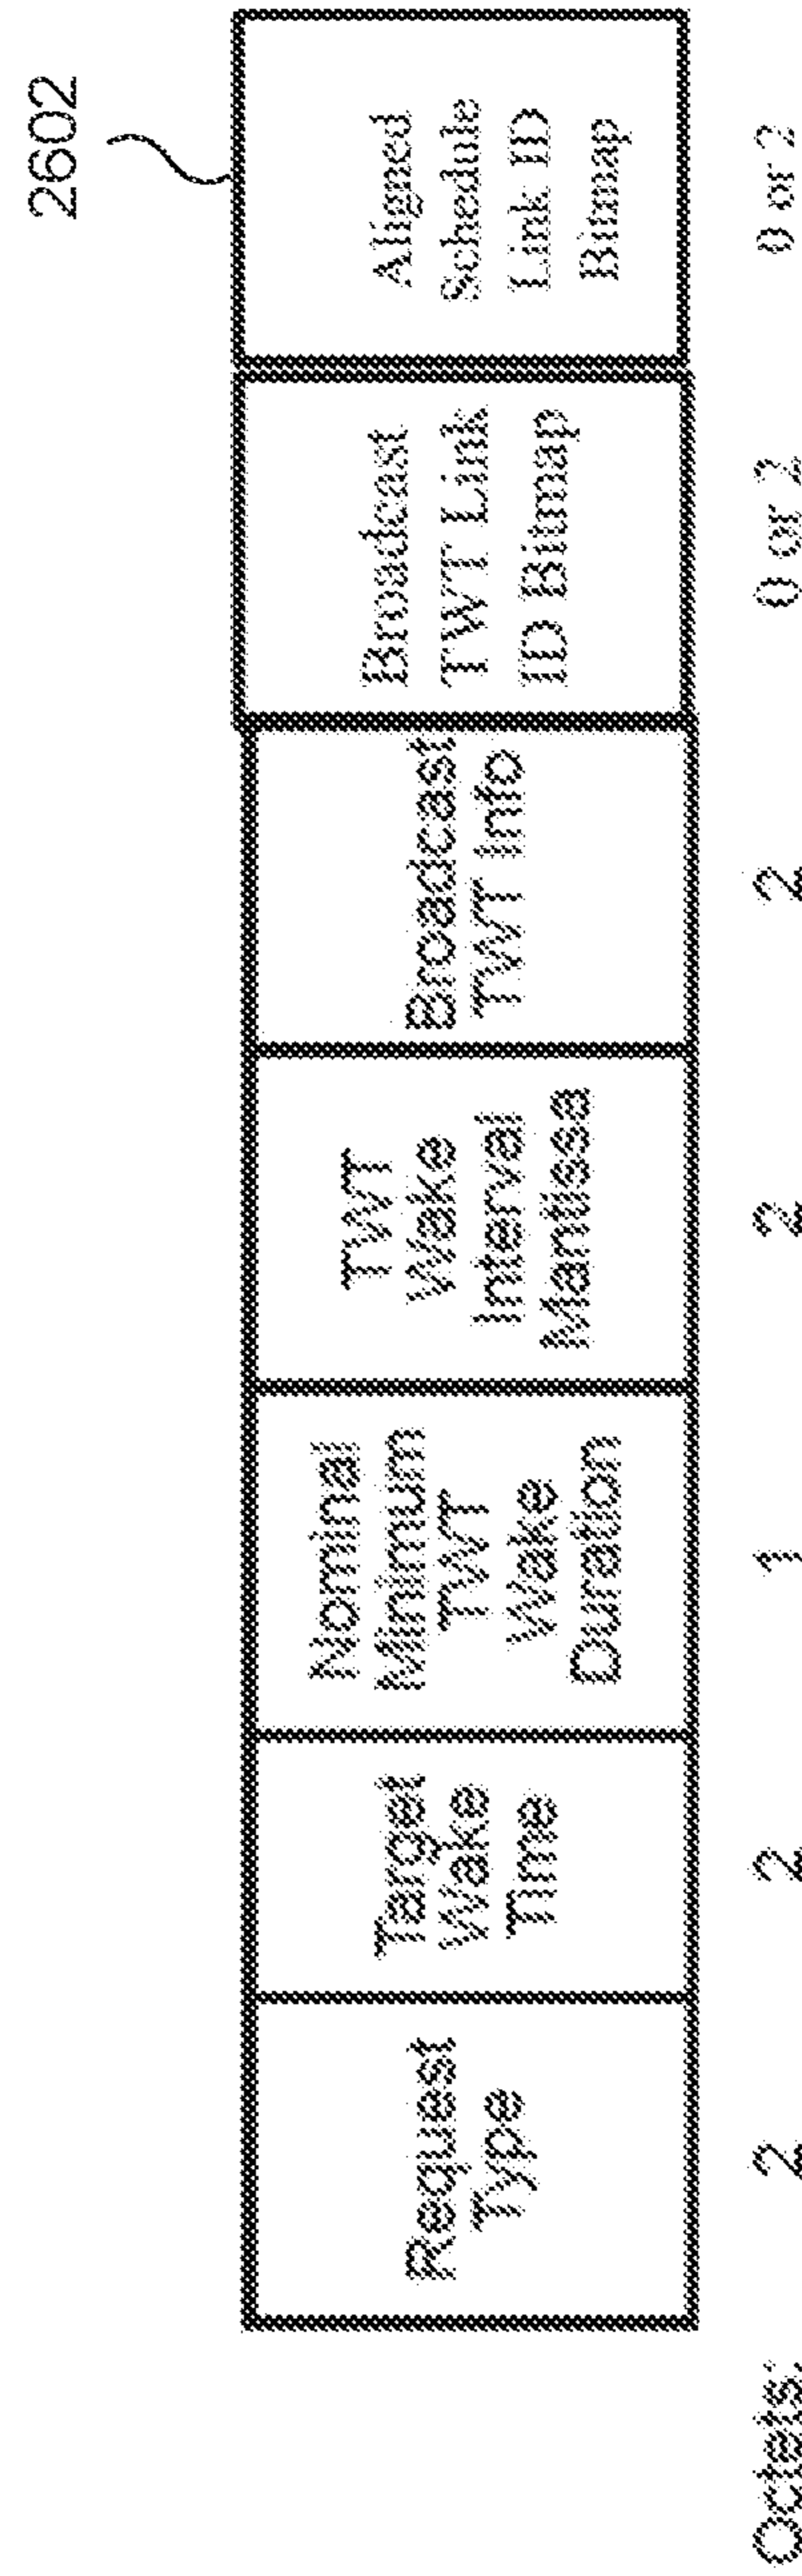 2602
Request
Type
Target
Wake
Time
Nominal
Minimum
TWT
Wake
Duration
TWT
Wake
Interval
Mantissa
Broadcast
TWT Info
Broadcast
TWT Link
ID Bitmap
Aligned
Schedule
Link ID
Bitmap
Octets: 2 2 1 2 2 0 or 2 0 or 2